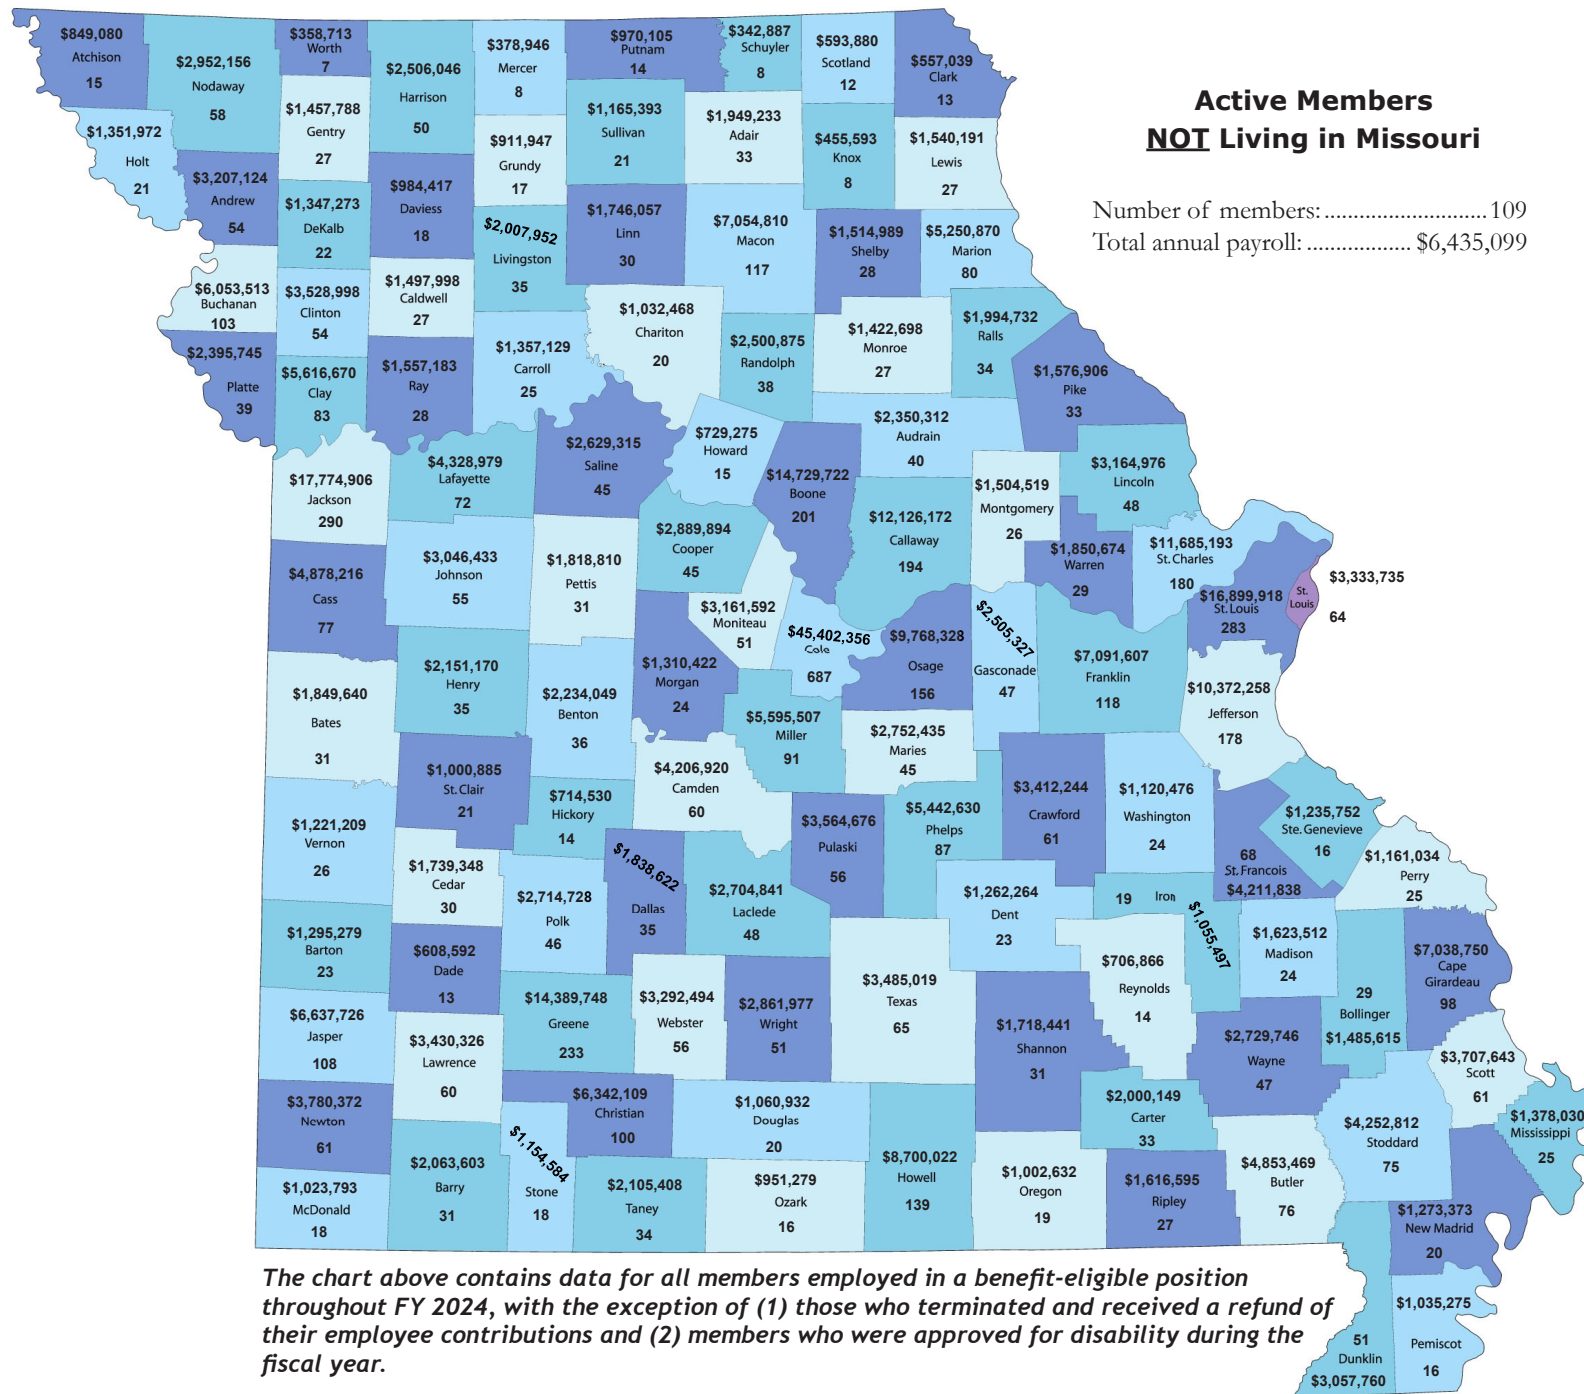 $849,080
Atchison
15
$2,952,156
Nodaway
58
$358,713
Worth
7
$2,506,046
Harrison
50
$378,946
Mercer
8
$970,105
Putnam
14
$342,887
Schuyler
8
$593,880
Scotland
12
$557,039
Clark
13
Active Members
NOT Living in Missouri
Number of members: 109
Total annual payroll: $6,435,099
$1,351,972
Holt
21
$3,207,124
Andrew
54
$1,457,788
Gentry
27
$1,347,273
DeKalb
22
$984,417
Daviess
18
$911,947
Grundy
17
$2,007,952
Livingston
35
$1,165,393
Sullivan
21
$1,746,057
Linn
30
$1,949,233
Adair
33
$7,054,810
Macon
117
$455,593
Knox
8
$1,540,191
Lewis
27
$1,514,989
Shelby
28
$5,250,870
Marion
80
$6,053,513
Buchanan
103
$3,528,998
Clinton
54
$1,497,998
Caldwell
27
$2,395,745
Platte
39
$5,616,670
Clay
83
$1,557,183
Ray
28
$1,357,129
Carroll
25
$1,032,468
Chariton
20
$2,500,875
Randolph
38
$1,422,698
Monroe
27
$1,994,732
Ralls
34
$1,576,906
Pike
33
$17,774,906
Jackson
290
$4,328,979
Lafayette
72
$2,629,315
Saline
45
$729,275
Howard
15
$14,729,722
Boone
201
$2,350,312
Audrain
40
$12,126,172
Callaway
194
$1,504,519
Montgomery
26
$3,164,976
Lincoln
48
$1,850,674
Warren
29
$11,685,193
St. Charles
180
$16,899,918
St. Louis
283
St.
Louis
$3,333,735
64
$4,878,216
Cass
77
$3,046,433
Johnson
55
$1,818,810
Pettis
31
$2,889,894
Cooper
45
$3,161,592
Moniteau
51
$45,402,356
Cole
687
$9,768,328
Osage
156
$2,505,327
Gasconade
47
$7,091,607
Franklin
118
$10,372,258
Jefferson
178
$1,849,640
Bates
31
$2,151,170
Henry
35
$2,234,049
Benton
36
$1,310,422
Morgan
24
$5,595,507
Miller
91
$2,752,435
Maries
45
$4,206,920
Camden
60
$1,000,885
St. Clair
21
$714,530
Hickory
14
$1,221,209
Vernon
26
$1,739,348
Cedar
30
$2,714,728
Polk
46
$1,838,622
Dallas
35
$2,704,841
Laclede
48
$3,564,676
Pulaski
56
$5,442,630
Phelps
87
$3,412,244
Crawford
61
$1,120,476
Washington
24
68
St. Francois
$4,211,838
$1,235,752
Ste. Genevieve
16
$1,161,034
Perry
25
$1,262,264
Dent
23
19 Iron
$1,055,497
$1,623,512
Madison
24
29
Bollinger
$1,485,615
$7,038,750
Cape
Girardeau
98
$1,295,279
Barton
23
$608,592
Dade
13
$6,637,726
Jasper
108
$3,430,326
Lawrence
60
$14,389,748
Greene
233
$3,292,494
Webster
56
$2,861,977
Wright
51
$3,485,019
Texas
65
$1,718,441
Shannon
31
$706,866
Reynolds
14
$2,729,746
Wayne
47
$3,707,643
Scott
61
$1,378,030
Mississippi
25
$3,780,372
Newton
61
$6,342,109
Christian
100
$1,060,932
Douglas
20
$2,000,149
Carter
33
$4,252,812
Stoddard
75
$1,023,793
McDonald
18
$2,063,603
Barry
31
$1,154,584
Stone
18
$2,105,408
Taney
34
$951,279
Ozark
16
$8,700,022
Howell
139
$1,002,632
Oregon
19
$1,616,595
Ripley
27
$4,853,469
Butler
76
$1,273,373
New Madrid
20
$1,035,275
Pemiscot
16
51
Dunklin
$3,057,760
The chart above contains data for all members employed in a benefit-eligible position
throughout FY 2024, with the exception of (1) those who terminated and received a refund of
their employee contributions and (2) members who were approved for disability during the
fiscal year.